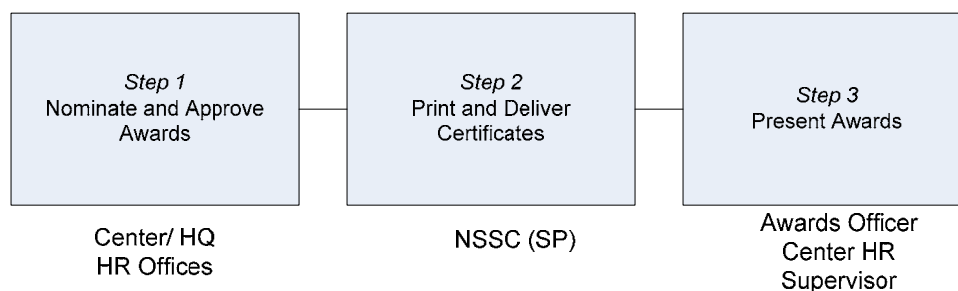 Step 1
Nominate and Approve
Awards
Step 2
Print and Deliver
Certificates
Step 3
Present Awards
Center/ HQ
HR Offices
NSSC (SP)
Awards Officer
Center HR
Supervisor